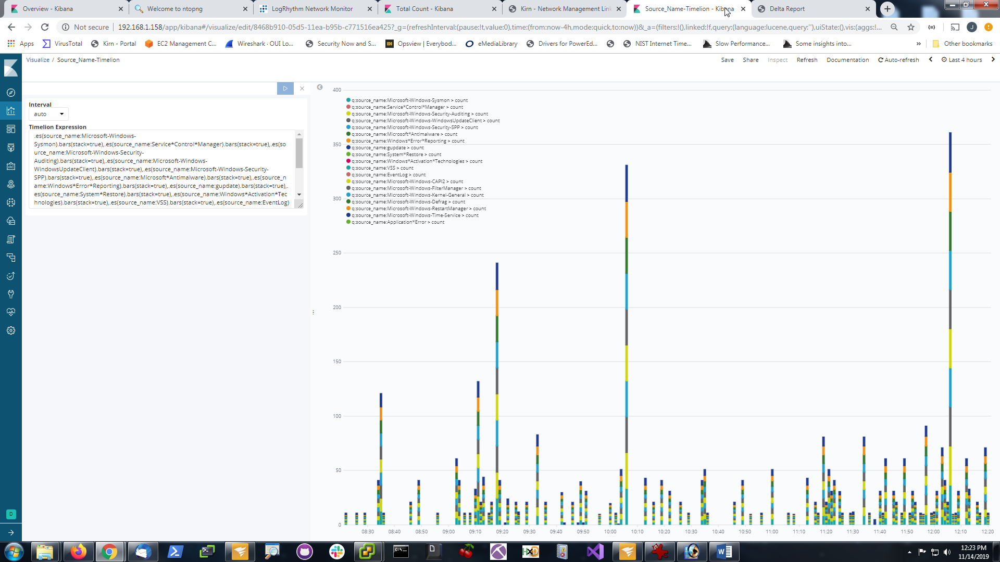 Overview - Kibana
Welcome to ntopng
LogRhythm Network Monitor
Total Count - Kibana
Kirn - Network Management Link
Source_Name-Timelion - Kibana
Delta Report
Not secure
192.168.1.158/app/kibana#/visualize/edit/8468b910-05d5-11ea-b95b-c771516ea425?_g=(refreshInterval:(pause:!t,value:0),time:(from:now-4h,mode:quick,to:now))&_a=(filters:!(),linked:!f,query:(language:lucene,query:''),uiState:(),vis:(aggs:!...
J
Apps
VirusTotal
Kirn - Portal
EC2 Management C...
Wireshark · OUI Lo...
Security Now and S...
Opsview | Everybod...
eMediaLibrary
Drivers for PowerEd...
NIST Internet Time...
Slow Performance...
Some insights into...
»
Other bookmarks
Visualize / Source_Name-Timelion
Save
Share
Inspect
Refresh
Documentation
Auto-refresh
Last 4 hours
Interval
auto
Timelion Expression
.es(source_name:Microsoft-Windows-
Sysmon).bars(stack=true),.es(source_name:Service*Control*Manager).bars(stack=true),.es(so
urce_name:Microsoft-Windows-Security-
Auditing).bars(stack=true),.es(source_name:Microsoft-Windows-
WindowsUpdateClient).bars(stack=true),.es(source_name:Microsoft-Windows-Security-
SPP).bars(stack=true),.es(source_name:Microsoft*Antimalware).bars(stack=true),.es(source_n
ame:Windows*Error*Reporting).bars(stack=true),.es(source_name:gupdate).bars(stack=true),.
es(source_name:System*Restore).bars(stack=true),.es(source_name:Windows*Activation*Tec
hnologies).bars(stack=true),.es(source_name:VSS).bars(stack=true),.es(source_name:EventLog)
q:source_name:Microsoft-Windows-Sysmon > count
q:source_name:Service*Control*Manager > count
q:source_name:Microsoft-Windows-Security-Auditing > count
q:source_name:Microsoft-Windows-WindowsUpdateClient > count
q:source_name:Microsoft-Windows-Security-SPP > count
q:source_name:Microsoft*Antimalware > count
q:source_name:Windows*Error*Reporting > count
q:source_name:gupdate > count
q:source_name:System*Restore > count
q:source_name:Windows*Activation*Technologies > count
q:source_name:VSS > count
q:source_name:EventLog > count
q:source_name:Microsoft-Windows-CAPI2 > count
q:source_name:Microsoft-Windows-FilterManager > count
q:source_name:Microsoft-Windows-Kernel-General > count
q:source_name:Microsoft-Windows-Defrag > count
q:source_name:Microsoft-Windows-RestartManager > count
q:source_name:Microsoft-Windows-Time-Service > count
q:source_name:Application*Error > count
400
350
300
250
200
150
100
50
0
08:30
08:40
08:50
09:00
09:10
09:20
09:30
09:40
09:50
10:00
10:10
10:20
10:30
10:40
10:50
11:00
11:10
11:20
11:30
11:40
11:50
12:00
12:10
12:20
D
12:23 PM
11/14/2019